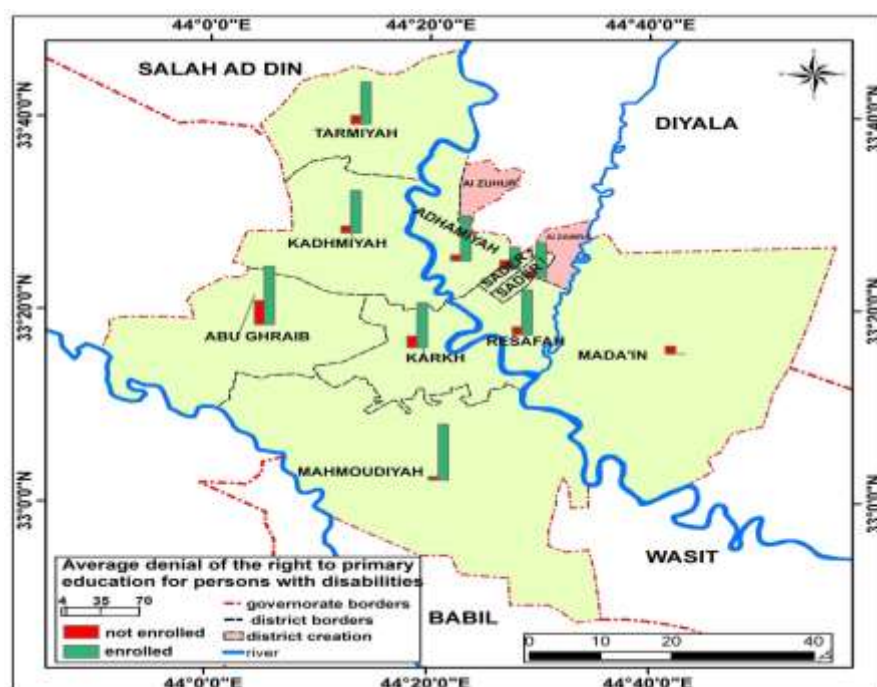 44°0'0"E 44°20'0"E 44°40'0"E
SALAH AD DIN
33°40'0"N
33°40'0"N
TARMIYAH
DIYALA
Al ZUHUR
ADHAMIYAH
KADHMIYAH
SADER
SADER
33°20'0"N
33°20'0"N
ABU GHRAIB
KARKH
RESAFAH
MADA'IN
MAHMOUDIYAH
33°0'0"N
33°0'0"N
WASIT
BABIL
Average denial of the right to primary
education for persons with disabilities
4 35 70
not enrolled
enrolled
governorate borders
district borders
district creation
river
0 10 20 40
44°0'0"E 44°20'0"E 44°40'0"E